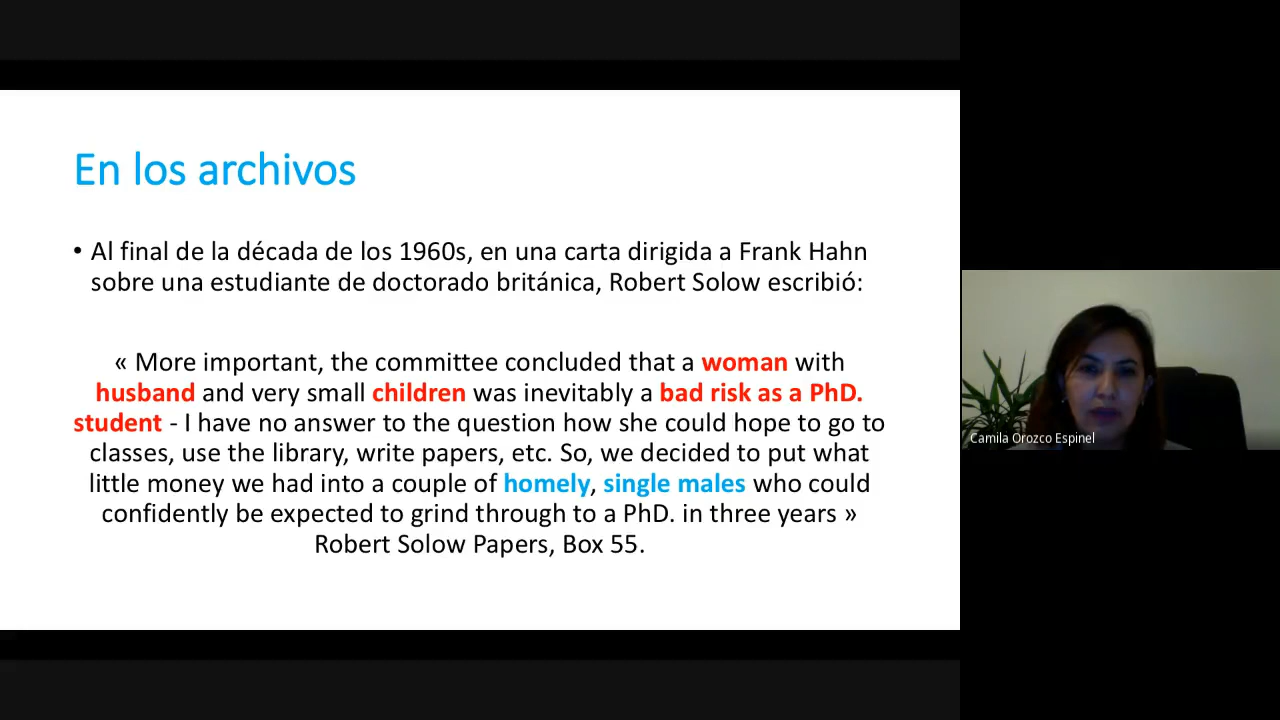 En los archivos
• Al final de la década de los 1960s, en una carta dirigida a Frank Hahn
sobre una estudiante de doctorado británica, Robert Solow escribió:
« More important, the committee concluded that a woman with
husband and very small children was inevitably a bad risk as a PhD.
student - I have no answer to the question how she could hope to go to
classes, use the library, write papers, etc. So, we decided to put what
little money we had into a couple of homely, single males who could
confidently be expected to grind through to a PhD. in three years »
Robert Solow Papers, Box 55.
Camila Orozco Espinel